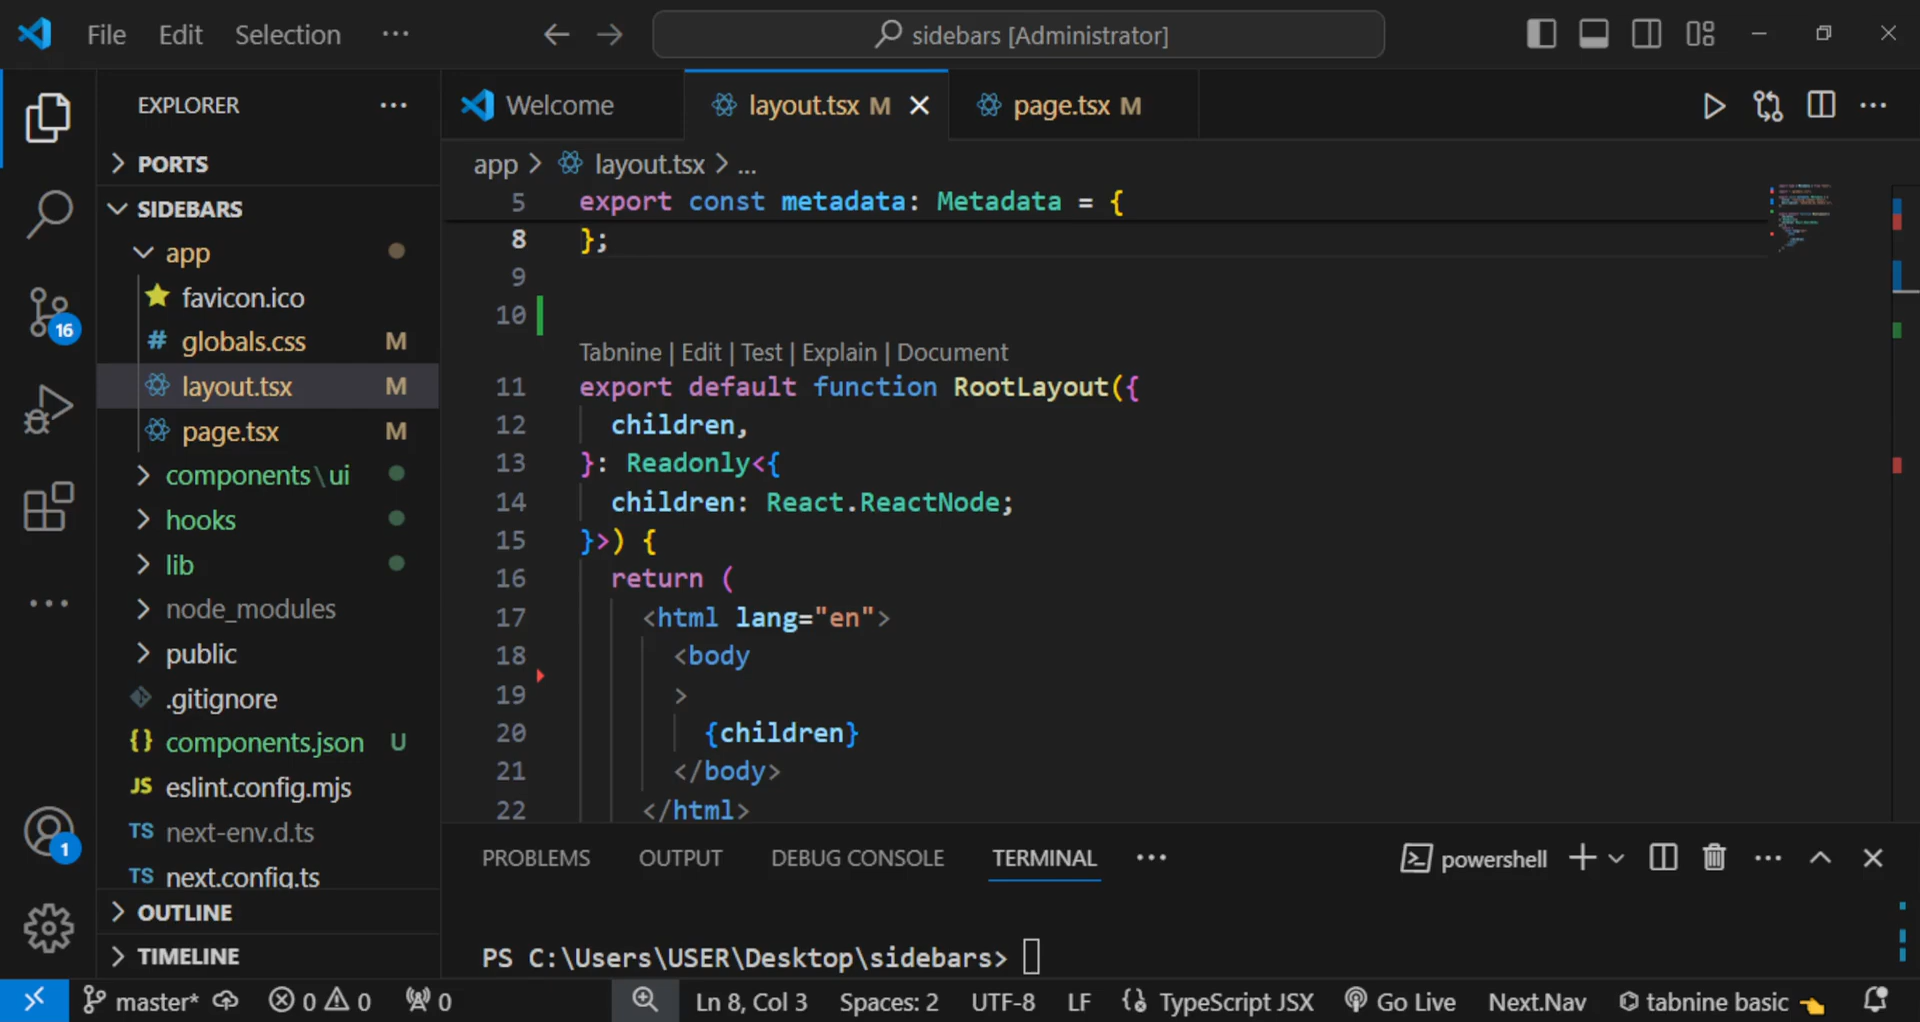 File Edit Selection ··· sidebars [Administrator]
EXPLORER ···
PORTS
SIDEBARS
app
favicon.ico
# globals.css M
layout.tsx M
page.tsx M
components\ui
hooks
lib
node_modules
public
.gitignore
{} components.json U
JS eslint.config.mjs
TS next-env.d.ts
TS next.config.ts
OUTLINE
TIMELINE
16
1
Welcome layout.tsx M page.tsx M
app > layout.tsx > ...
5 export const metadata: Metadata = {
8 };
9
10
Tabnine | Edit | Test | Explain | Document
11 export default function RootLayout({
12 children,
13 }: Readonly<{
14 children: React.ReactNode;
15 }>) {
16 return (
17 <html lang="en">
18 <body
19 >
20 {children}
21 </body>
22 </html>
PROBLEMS OUTPUT DEBUG CONSOLE TERMINAL ··· powershell
PS C:\Users\USER\Desktop\sidebars>
master* 0 0 0 Ln 8, Col 3 Spaces: 2 UTF-8 LF TypeScript JSX Go Live Next.Nav tabnine basic 👈